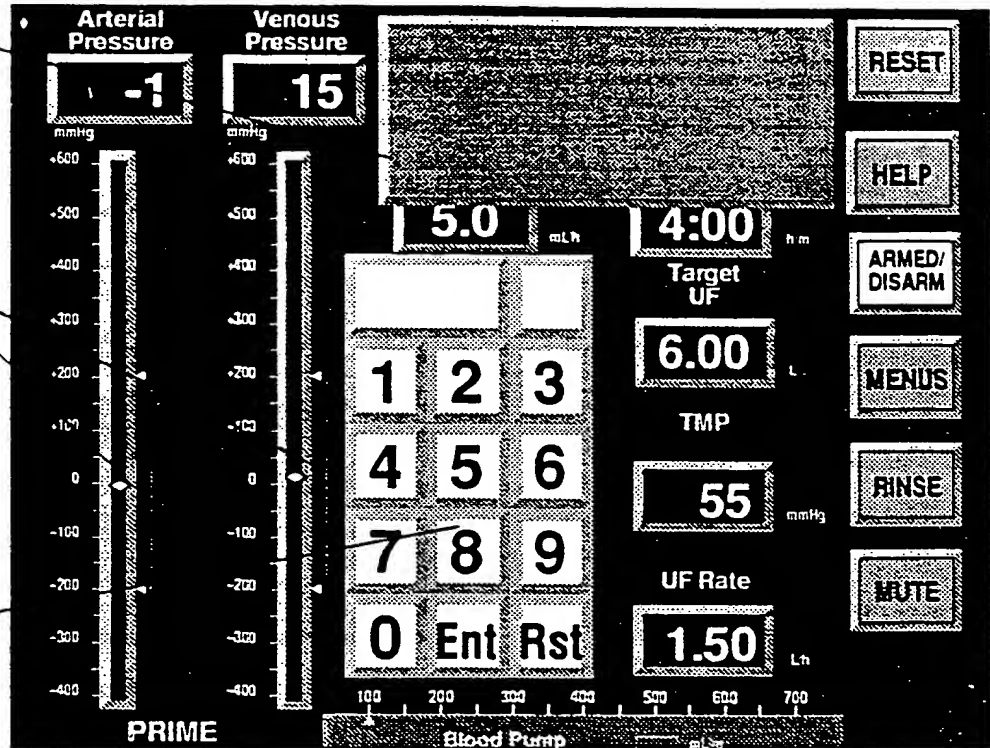 Arterial
Pressure
-1
mmHg
+600
+500
+400
+300
+200
0
-100
-200
-300
-400
PRIME
Venous
Pressure
15
mmHg
+600
+500
+400
+300
+200
0
-100
-200
-300
-400
5.0
4:00
h:m
1 2 3
4 5 6
7 8 9
0 Ent Rst
Target
UF
6.00
L
TMP
55
mmHg
UF Rate
1.50
100 200 300 400 500 600 700
Blood Pump
RESET
HELP
ARMED/
DISARM
MENUS
RINSE
MUTE